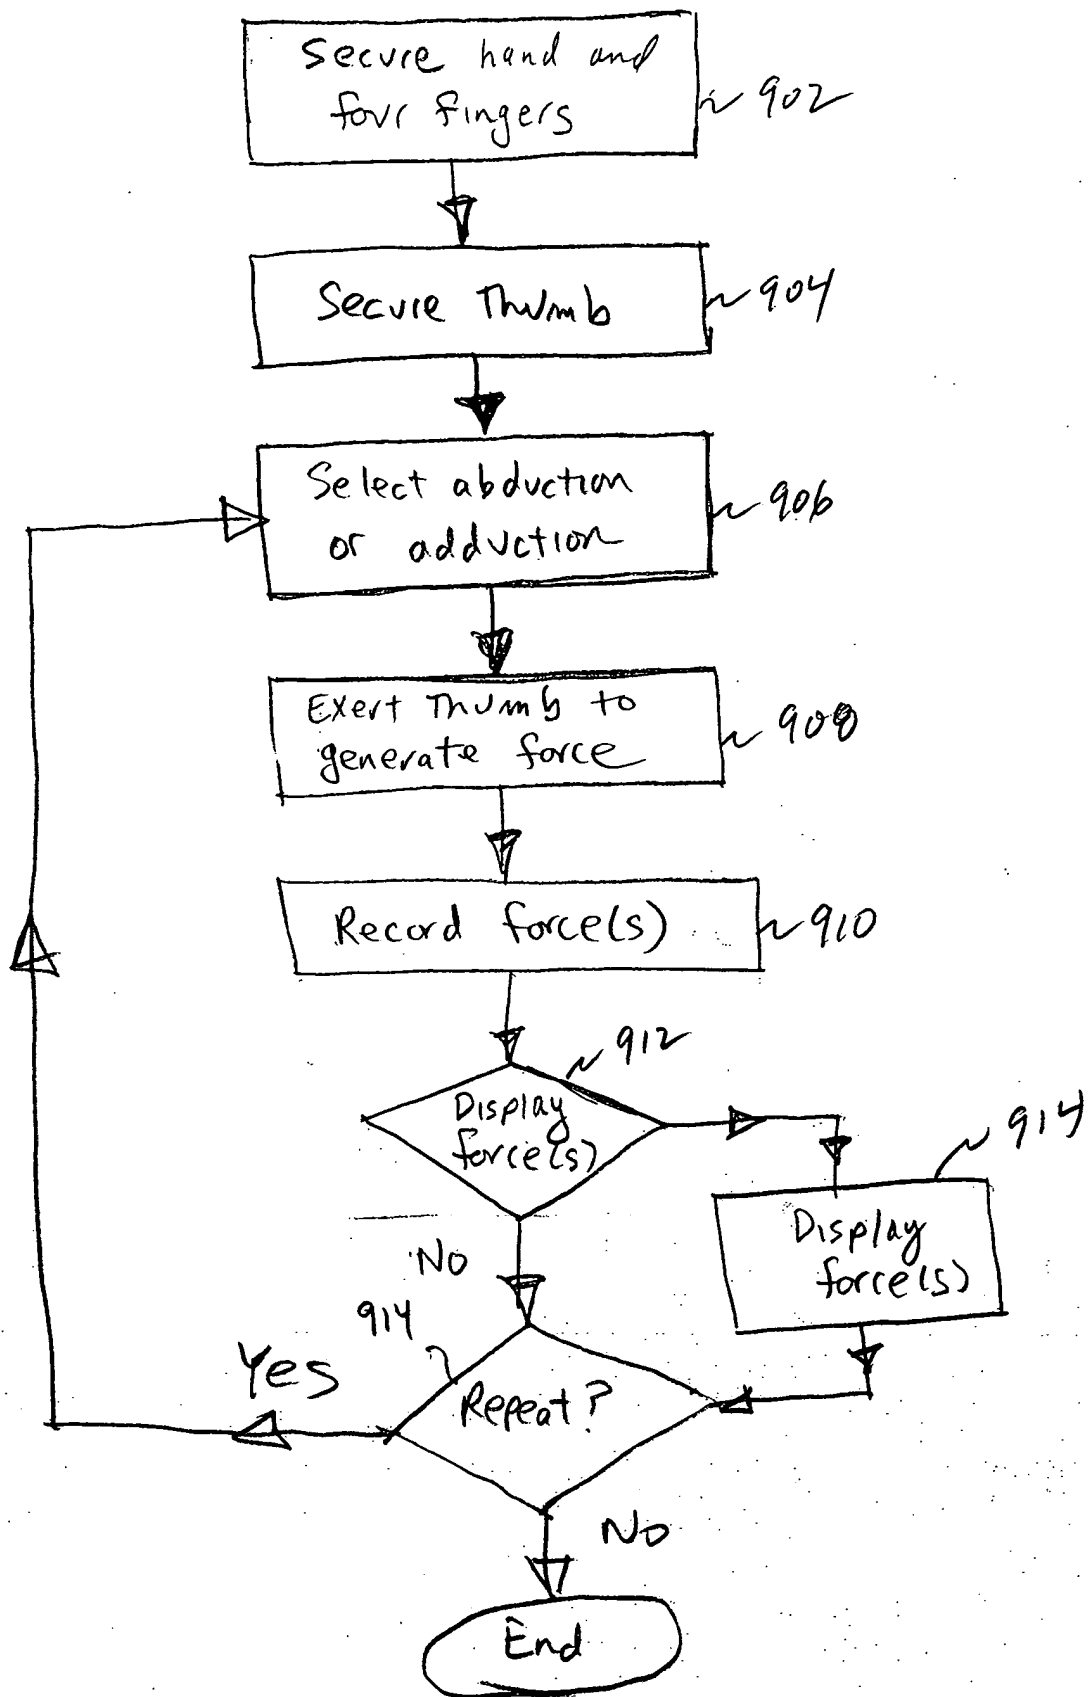 Secure hand and
four fingers
902
Secure Thumb
904
Select abduction
or adduction
906
Exert Thumb to
generate force
908
Record force(s)
910
912
Display
force(s)
914
Display
force(s)
No
914
Yes
Repeat?
No
End